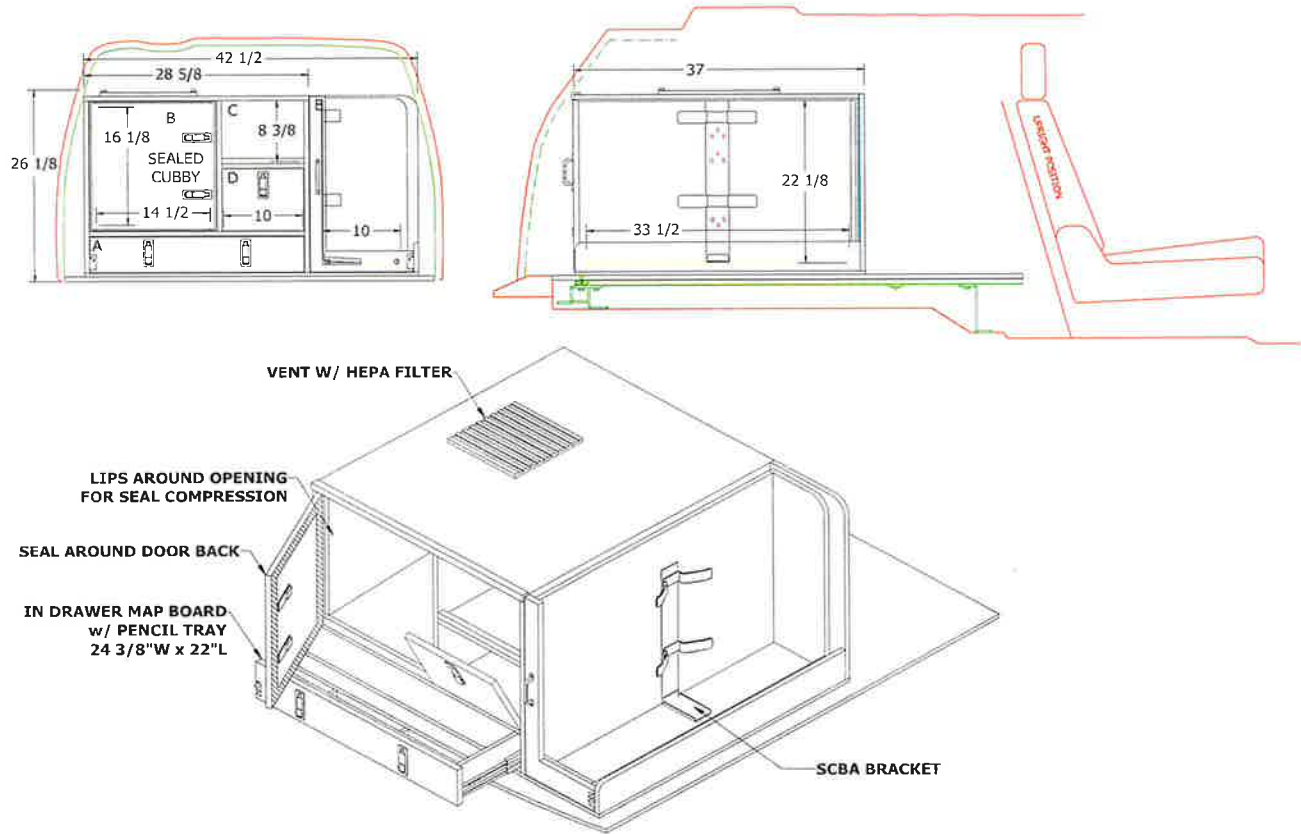 42 1/2
28 5/8
26 1/8
B
16 1/8
SEALED
CUBBY
14 1/2
C
8 3/8
D
10
10
A
37
22 1/8
33 1/2
UPRIGHT POSITION
VENT W/ HEPA FILTER
LIPS AROUND OPENING
FOR SEAL COMPRESSION
SEAL AROUND DOOR BACK
IN DRAWER MAP BOARD
w/ PENCIL TRAY
24 3/8"W x 22"L
SCBA BRACKET